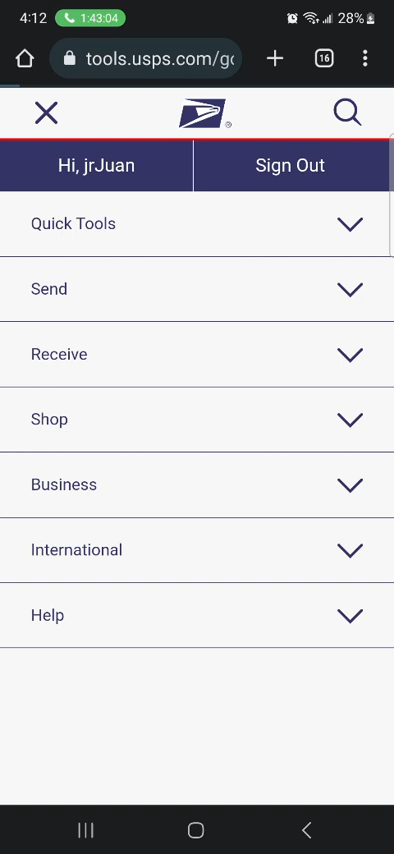 4:12 1:43:04 28%
tools.usps.com/go
16
Hi, jrJuan Sign Out
Quick Tools
Send
Receive
Shop
Business
International
Help